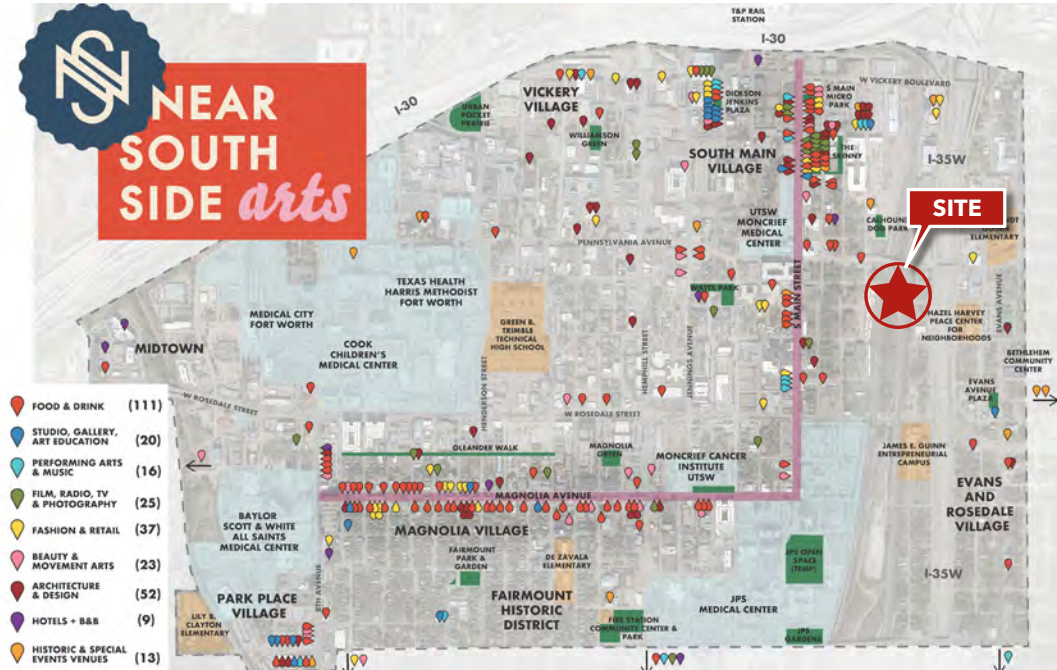 NEAR
SOUTH
SIDE arts
T&P RAIL
STATION
I-30
I-30
W VICKERY BOULEVARD
VICKERY
VILLAGE
URBAN
POCKET
PRAIRIE
DICKSON
JENKINS
PLAZA
S MAIN
MICRO
PARK
WILLIAMSON
GREEN
SOUTH MAIN
VILLAGE
THE
SKINNY
I-35W
SITE
UTSW
MONCRIEF
MEDICAL
CENTER
CALHOUN
DOG PARK
ELEMENTARY
PENNSYLVANIA AVENUE
TEXAS HEALTH
HARRIS METHODIST
FORT WORTH
WATTS PARK
S MAIN STREET
EVANS AVENUE
MEDICAL CITY
FORT WORTH
GREEN B.
TRIMBLE
TECHNICAL
HIGH SCHOOL
HAZEL HARVEY
PEACE CENTER
FOR
NEIGHBORHOODS
MIDTOWN
COOK
CHILDREN'S
MEDICAL CENTER
HENDERSON STREET
HEMPHILL STREET
JENNINGS AVENUE
BETHLEHEM
COMMUNITY
CENTER
EVANS
AVENUE
PLAZA
W ROSEDALE STREET
W ROSEDALE STREET
FOOD & DRINK (111)
STUDIO, GALLERY,
ART EDUCATION (20)
PERFORMING ARTS
& MUSIC (16)
FILM, RADIO, TV
& PHOTOGRAPHY (25)
FASHION & RETAIL (37)
BEAUTY &
MOVEMENT ARTS (23)
ARCHITECTURE
& DESIGN (52)
HOTELS + B&B (9)
HISTORIC & SPECIAL
EVENTS VENUES (13)
OLEANDER WALK
MAGNOLIA
GREEN
MONCRIEF CANCER
INSTITUTE
UTSW
JAMES E. GUINN
ENTREPRENEURIAL
CAMPUS
EVANS
AND
ROSEDALE
VILLAGE
MAGNOLIA AVENUE
MAGNOLIA VILLAGE
BAYLOR
SCOTT & WHITE
ALL SAINTS
MEDICAL CENTER
8TH AVENUE
FAIRMOUNT
PARK &
GARDEN
DE ZAVALA
ELEMENTARY
JPS OPEN
SPACE
(TEMP)
I-35W
PARK PLACE
VILLAGE
FAIRMOUNT
HISTORIC
DISTRICT
JPS
MEDICAL CENTER
LILY B.
CLAYTON
ELEMENTARY
FIRE STATION
COMMUNITY CENTER &
PARK
JPS
GARDENS